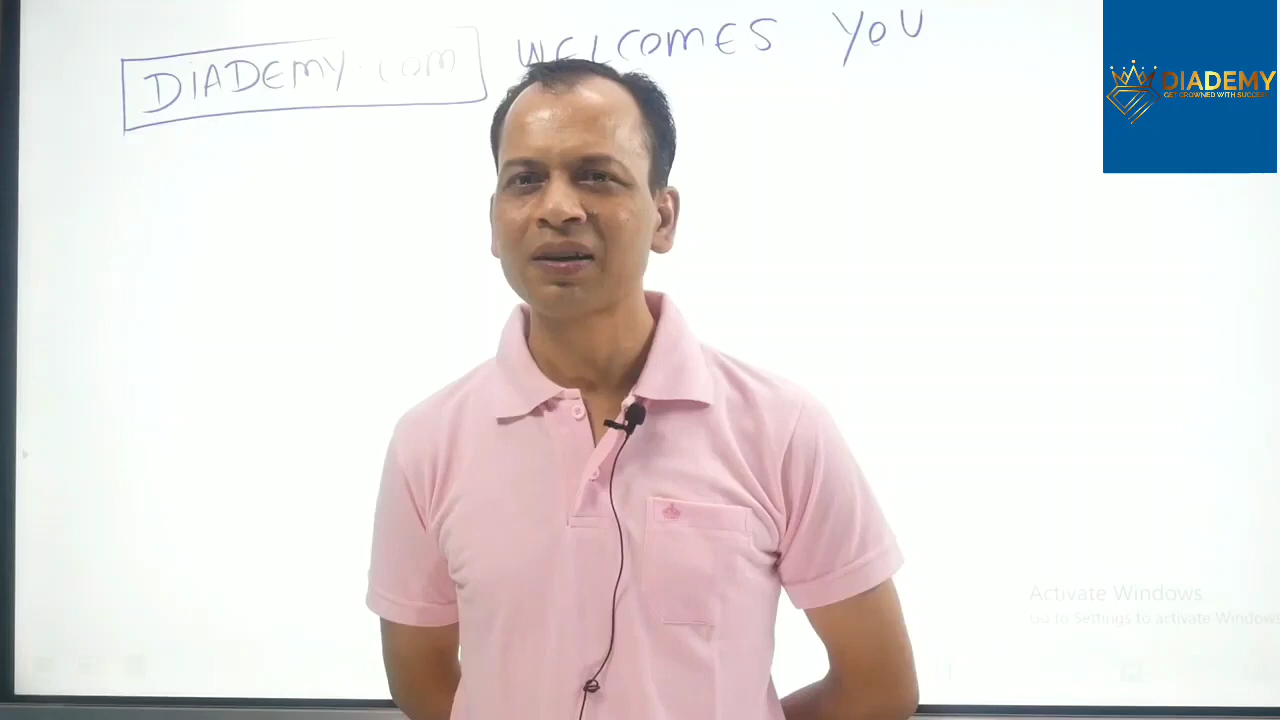 DIADEMY.COM WELCOMES YOU
DIADEMY
GET CROWNED WITH SUCCESS
Activate Windows
Go to Settings to activate Windows